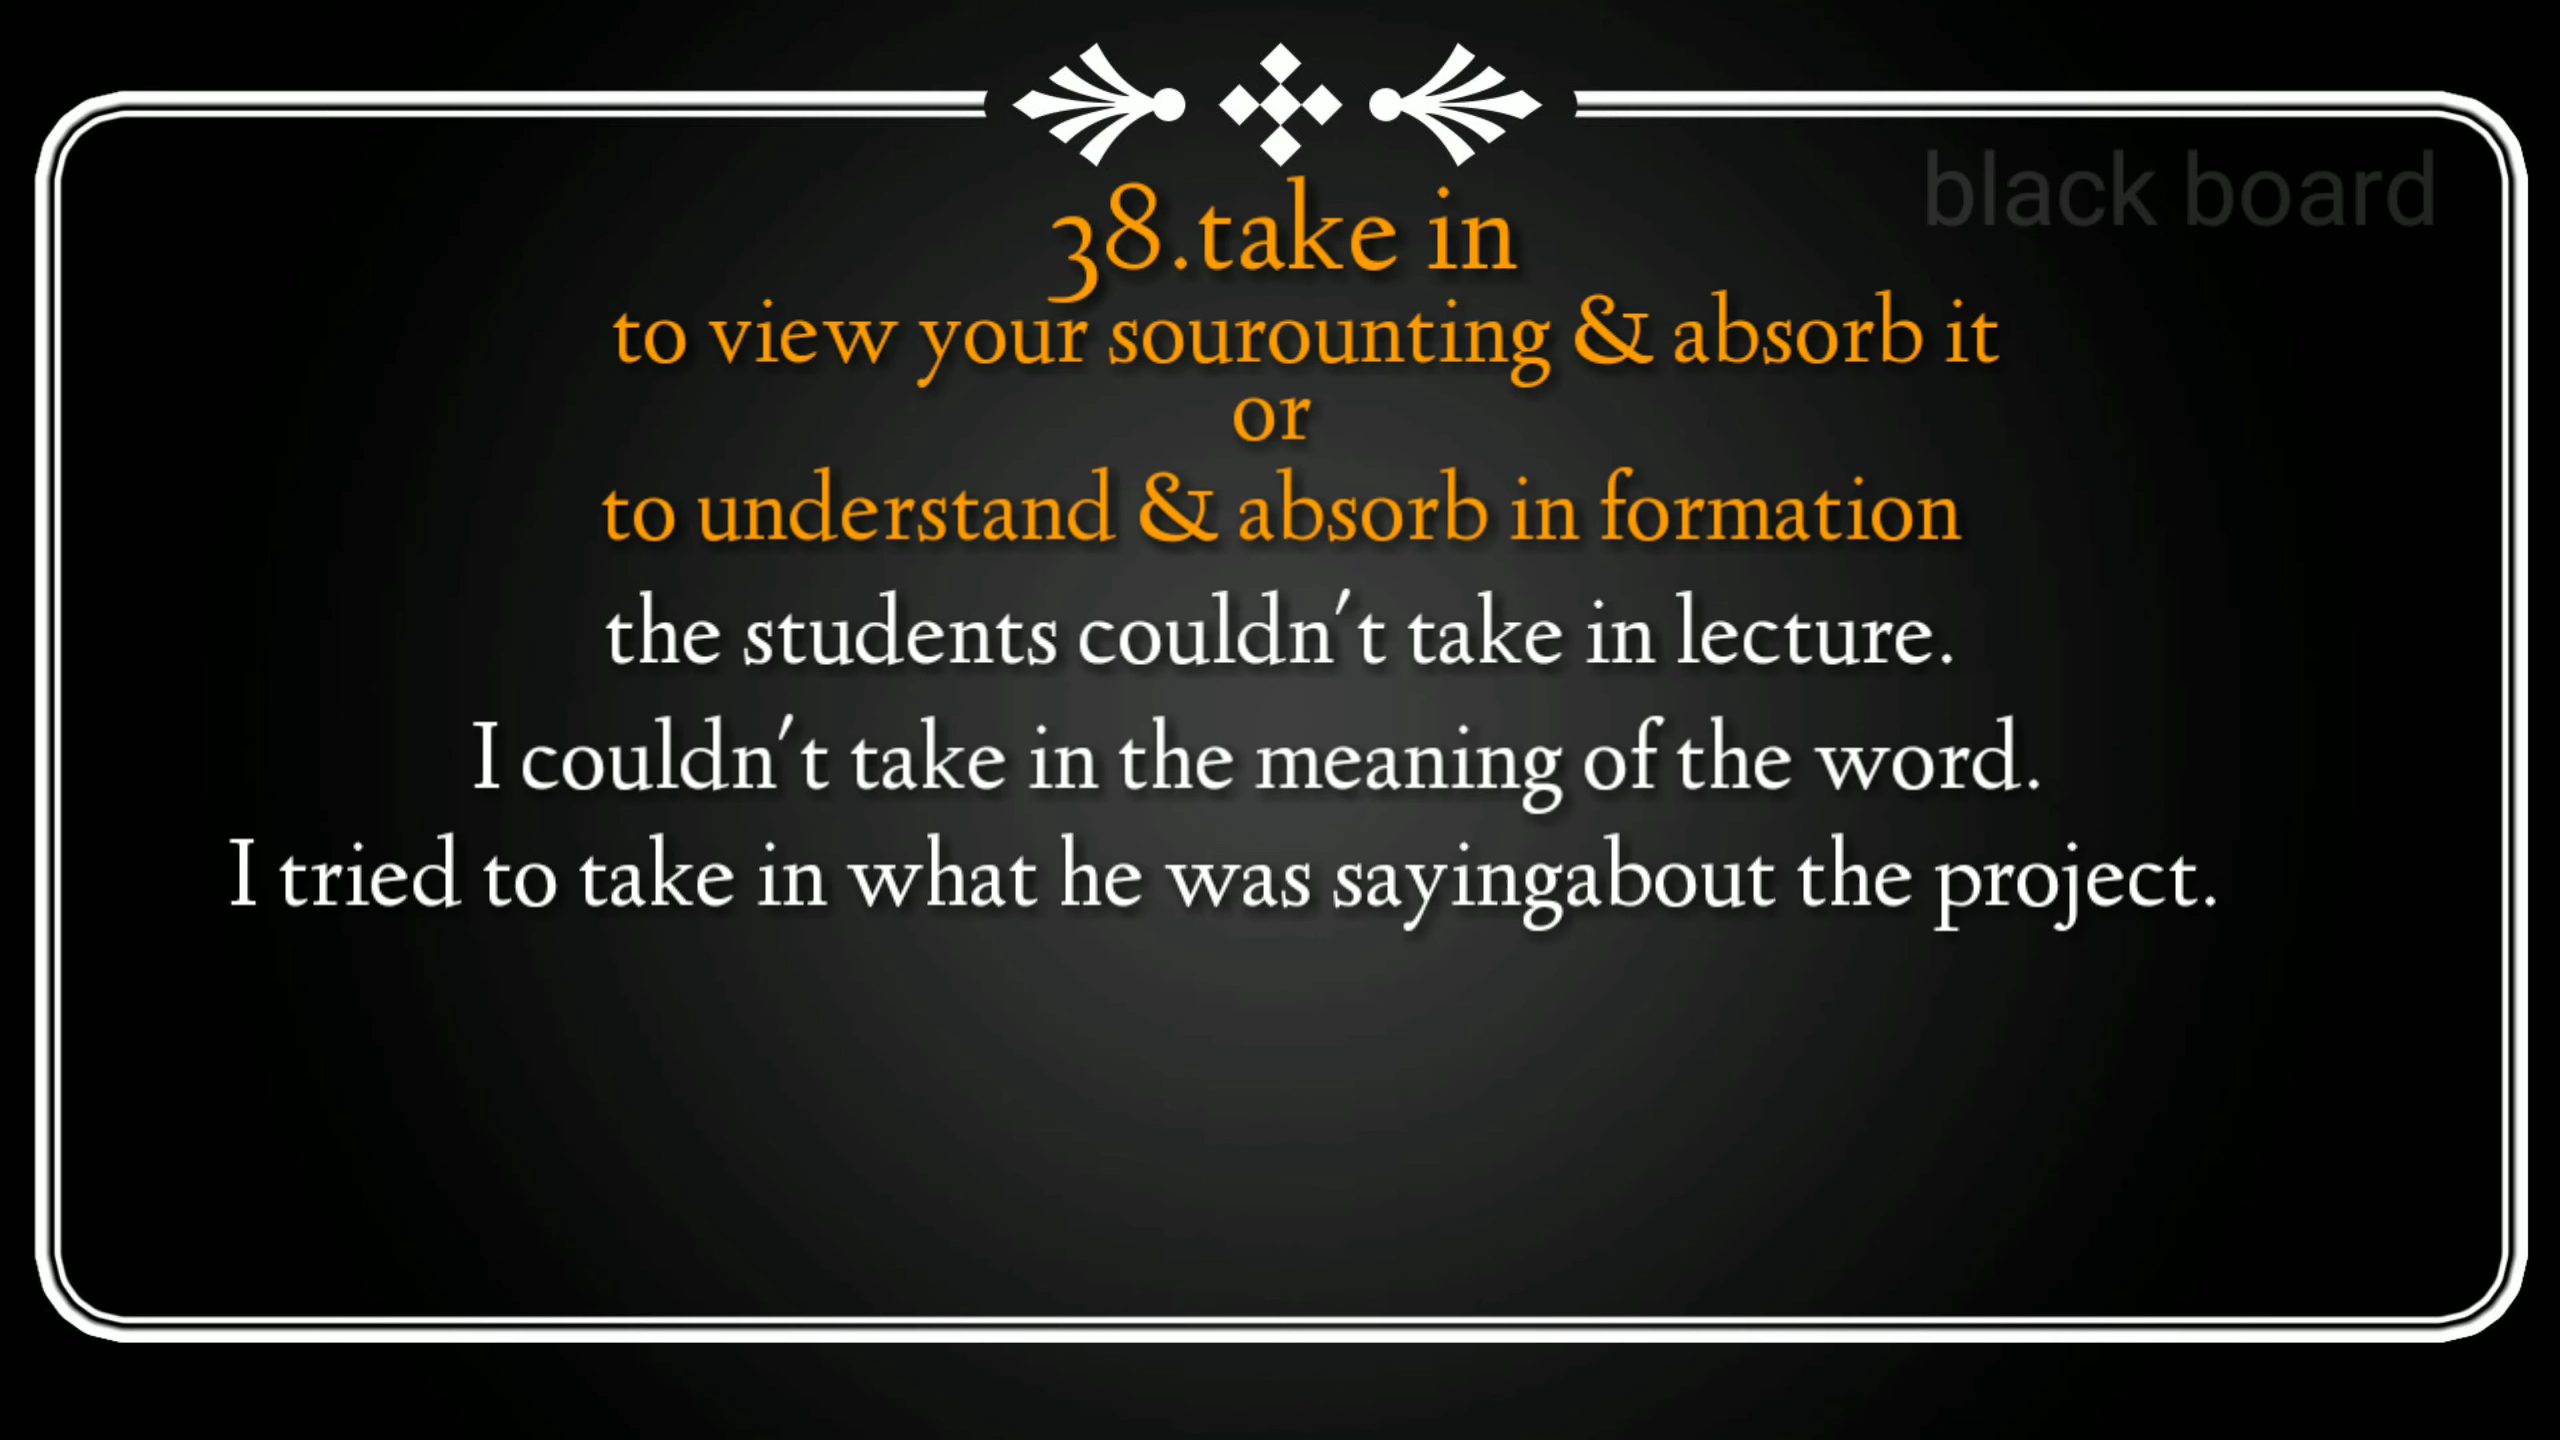 black board
38.take in
to view your sourounting & absorb it
or
to understand & absorb in formation
the students couldn't take in lecture.
I couldn't take in the meaning of the word.
I tried to take in what he was sayingabout the project.